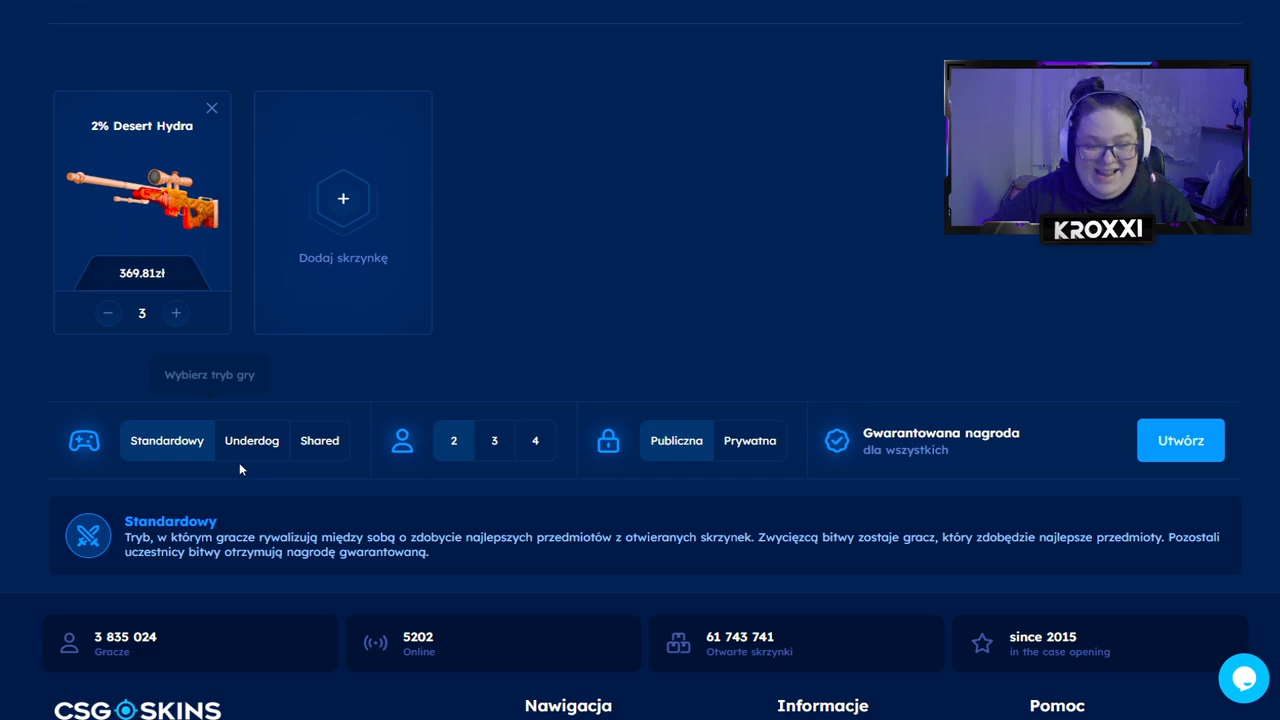 2% Desert Hydra
369.81zł
3
Dodaj skrzynkę
KROXXI
Wybierz tryb gry
Standardowy
Underdog
Shared
2
3
4
Publiczna
Prywatna
Gwarantowana nagroda
dla wszystkich
Utwórz
Standardowy
Tryb, w którym gracze rywalizują między sobą o zdobycie najlepszych przedmiotów z otwieranych skrzynek. Zwycięzcą bitwy zostaje gracz, który zdobędzie najlepsze przedmioty. Pozostali
uczestnicy bitwy otrzymują nagrodę gwarantowaną.
3 835 024
Gracze
5202
Online
61 743 741
Otwarte skrzynki
since 2015
in the case opening
CSGOSKINS
Nawigacja
Informacje
Pomoc